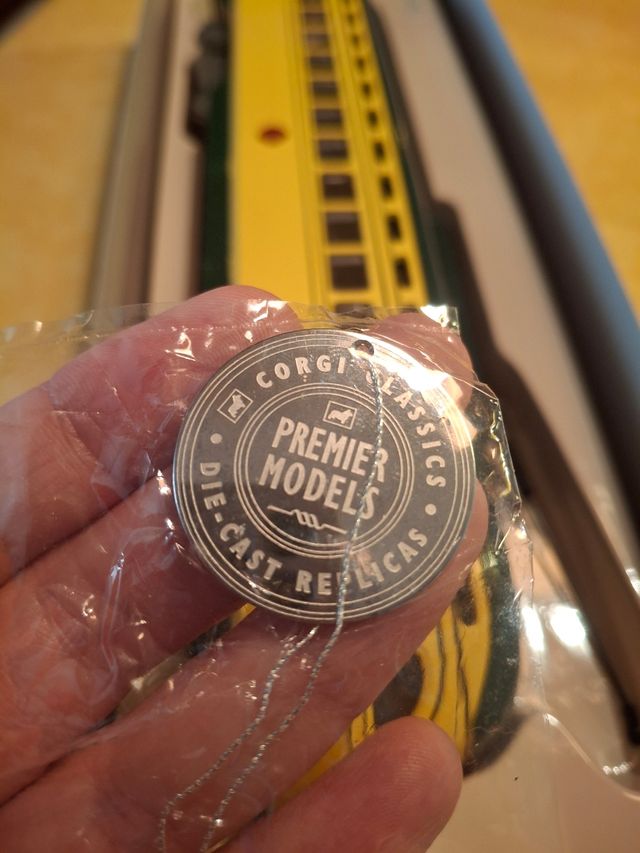 CORGI CLASSICS
PREMIER
MODELS
DIE-CAST REPLICAS